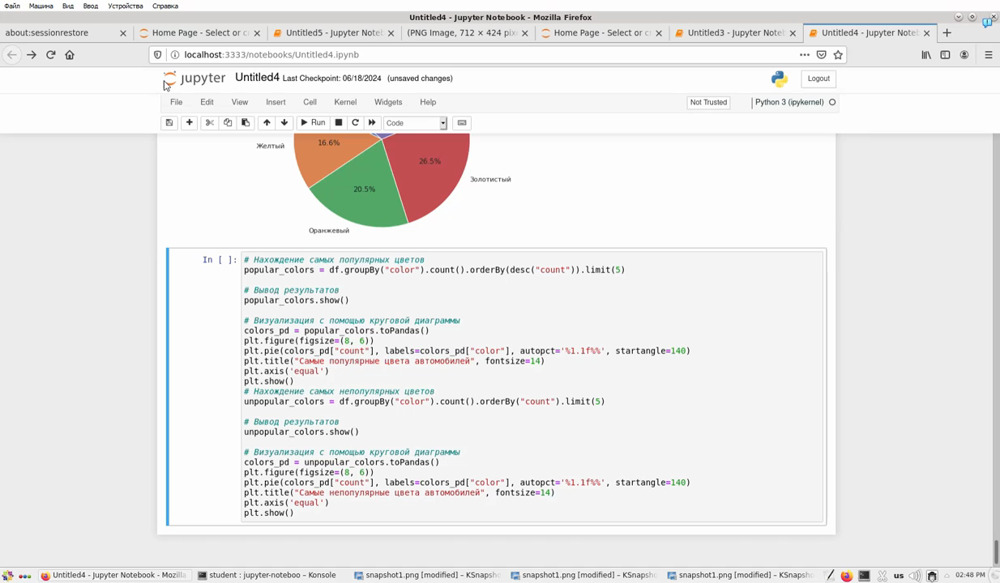 Файл Машина Вид Ввод Устройства Справка
Untitled4 - Jupyter Notebook - Mozilla Firefox
about:sessionrestore
Home Page - Select or c
Untitled5 - Jupyter Noteb
(PNG Image, 712 × 424 pixe
Home Page - Select or c
Untitled3 - Jupyter Noteb
Untitled4 - Jupyter Noteb
localhost:3333/notebooks/Untitled4.ipynb
jupyter Untitled4 Last Checkpoint: 06/18/2024 (unsaved changes)
Logout
File Edit View Insert Cell Kernel Widgets Help
Not Trusted
Python 3 (ipykernel)
Run
Code
Желтый
16.6%
26.5%
Золотистый
20.5%
Оранжевый
In [ ]:
# Нахождение самых популярных цветов
popular_colors = df.groupBy("color").count().orderBy(desc("count")).limit(5)
# Вывод результатов
popular_colors.show()
# Визуализация с помощью круговой диаграммы
colors_pd = popular_colors.toPandas()
plt.figure(figsize=(8, 6))
plt.pie(colors_pd["count"], labels=colors_pd["color"], autopct='%1.1f%%', startangle=140)
plt.title("Самые популярные цвета автомобилей", fontsize=14)
plt.axis('equal')
plt.show()
# Нахождение самых непопулярных цветов
unpopular_colors = df.groupBy("color").count().orderBy("count").limit(5)
# Вывод результатов
unpopular_colors.show()
# Визуализация с помощью круговой диаграммы
colors_pd = unpopular_colors.toPandas()
plt.figure(figsize=(8, 6))
plt.pie(colors_pd["count"], labels=colors_pd["color"], autopct='%1.1f%%', startangle=140)
plt.title("Самые непопулярные цвета автомобилей", fontsize=14)
plt.axis('equal')
plt.show()
Untitled4 - Jupyter Notebook - Mozilla
student : jupyter-noteboo – Konsole
snapshot1.png [modified] – KSnapsho
snapshot1.png [modified] – KSnapsho
snapshot1.png [modified] – KSnapsho
us
02:48 PM